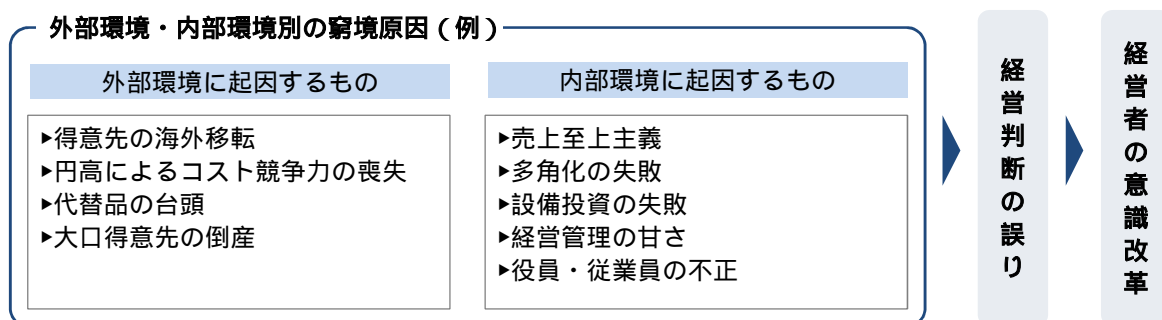 外部環境・内部環境別の窮境原因(例)
外部環境に起因するもの
▶得意先の海外移転
▶円高によるコスト競争力の喪失
▶代替品の台頭
▶大口得意先の倒産
内部環境に起因するもの
▶売上至上主義
▶多角化の失敗
▶設備投資の失敗
▶経営管理の甘さ
▶役員・従業員の不正
経営判断の誤り
経営者の意識改革